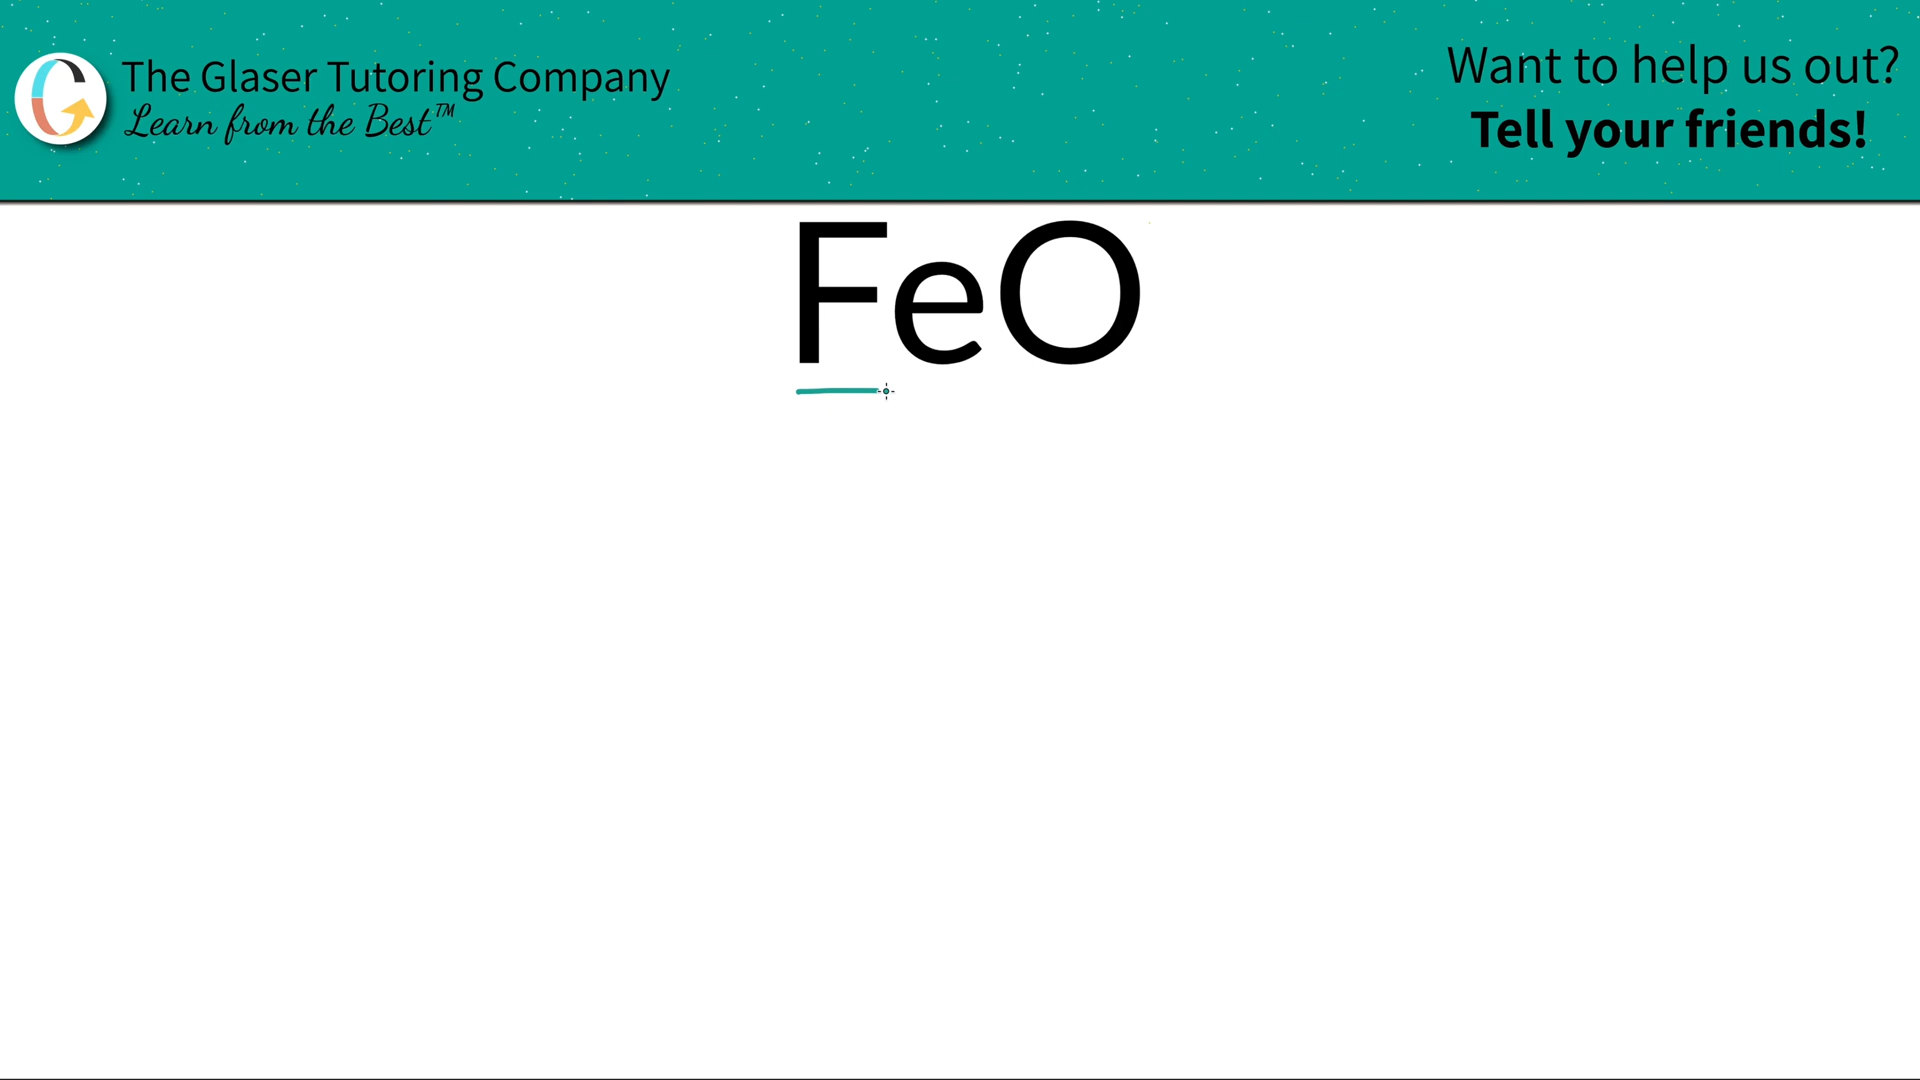 The Glaser Tutoring Company
Learn from the Best™
Want to help us out?
Tell your friends!
FeO